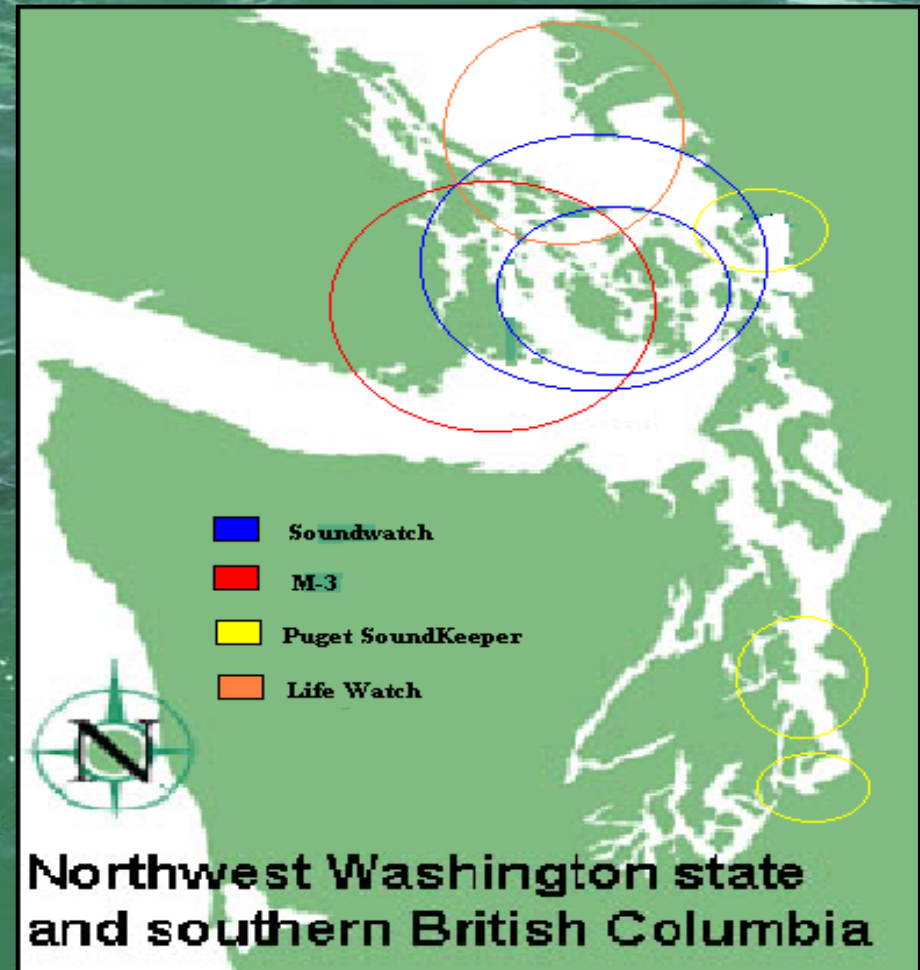 Soundwatch
M-3
Puget SoundKeeper
Life Watch
N
Northwest Washington state
and southern British Columbia